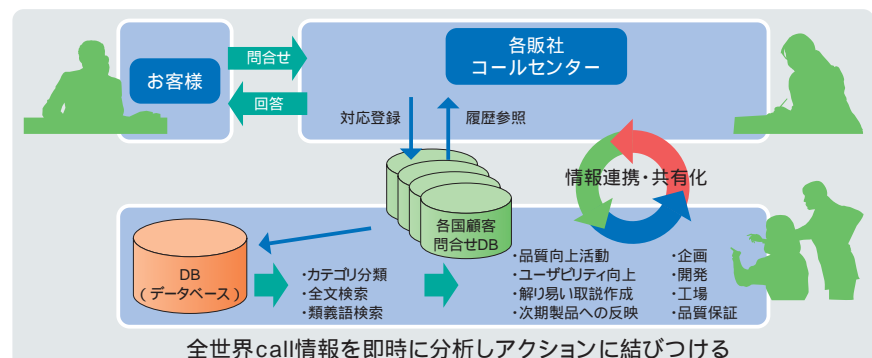 お客様
問合せ
回答
各販社
コールセンター
対応登録
履歴参照
情報連携・共有化
各国顧客
問合せDB
DB
(データベース)
・カテゴリ分類
・全文検索
・類義語検索
・品質向上活動
・ユーザビリティ向上
・解り易い取説作成
・次期製品への反映
・企画
・開発
・工場
・品質保証
全世界call情報を即時に分析しアクションに結びつける